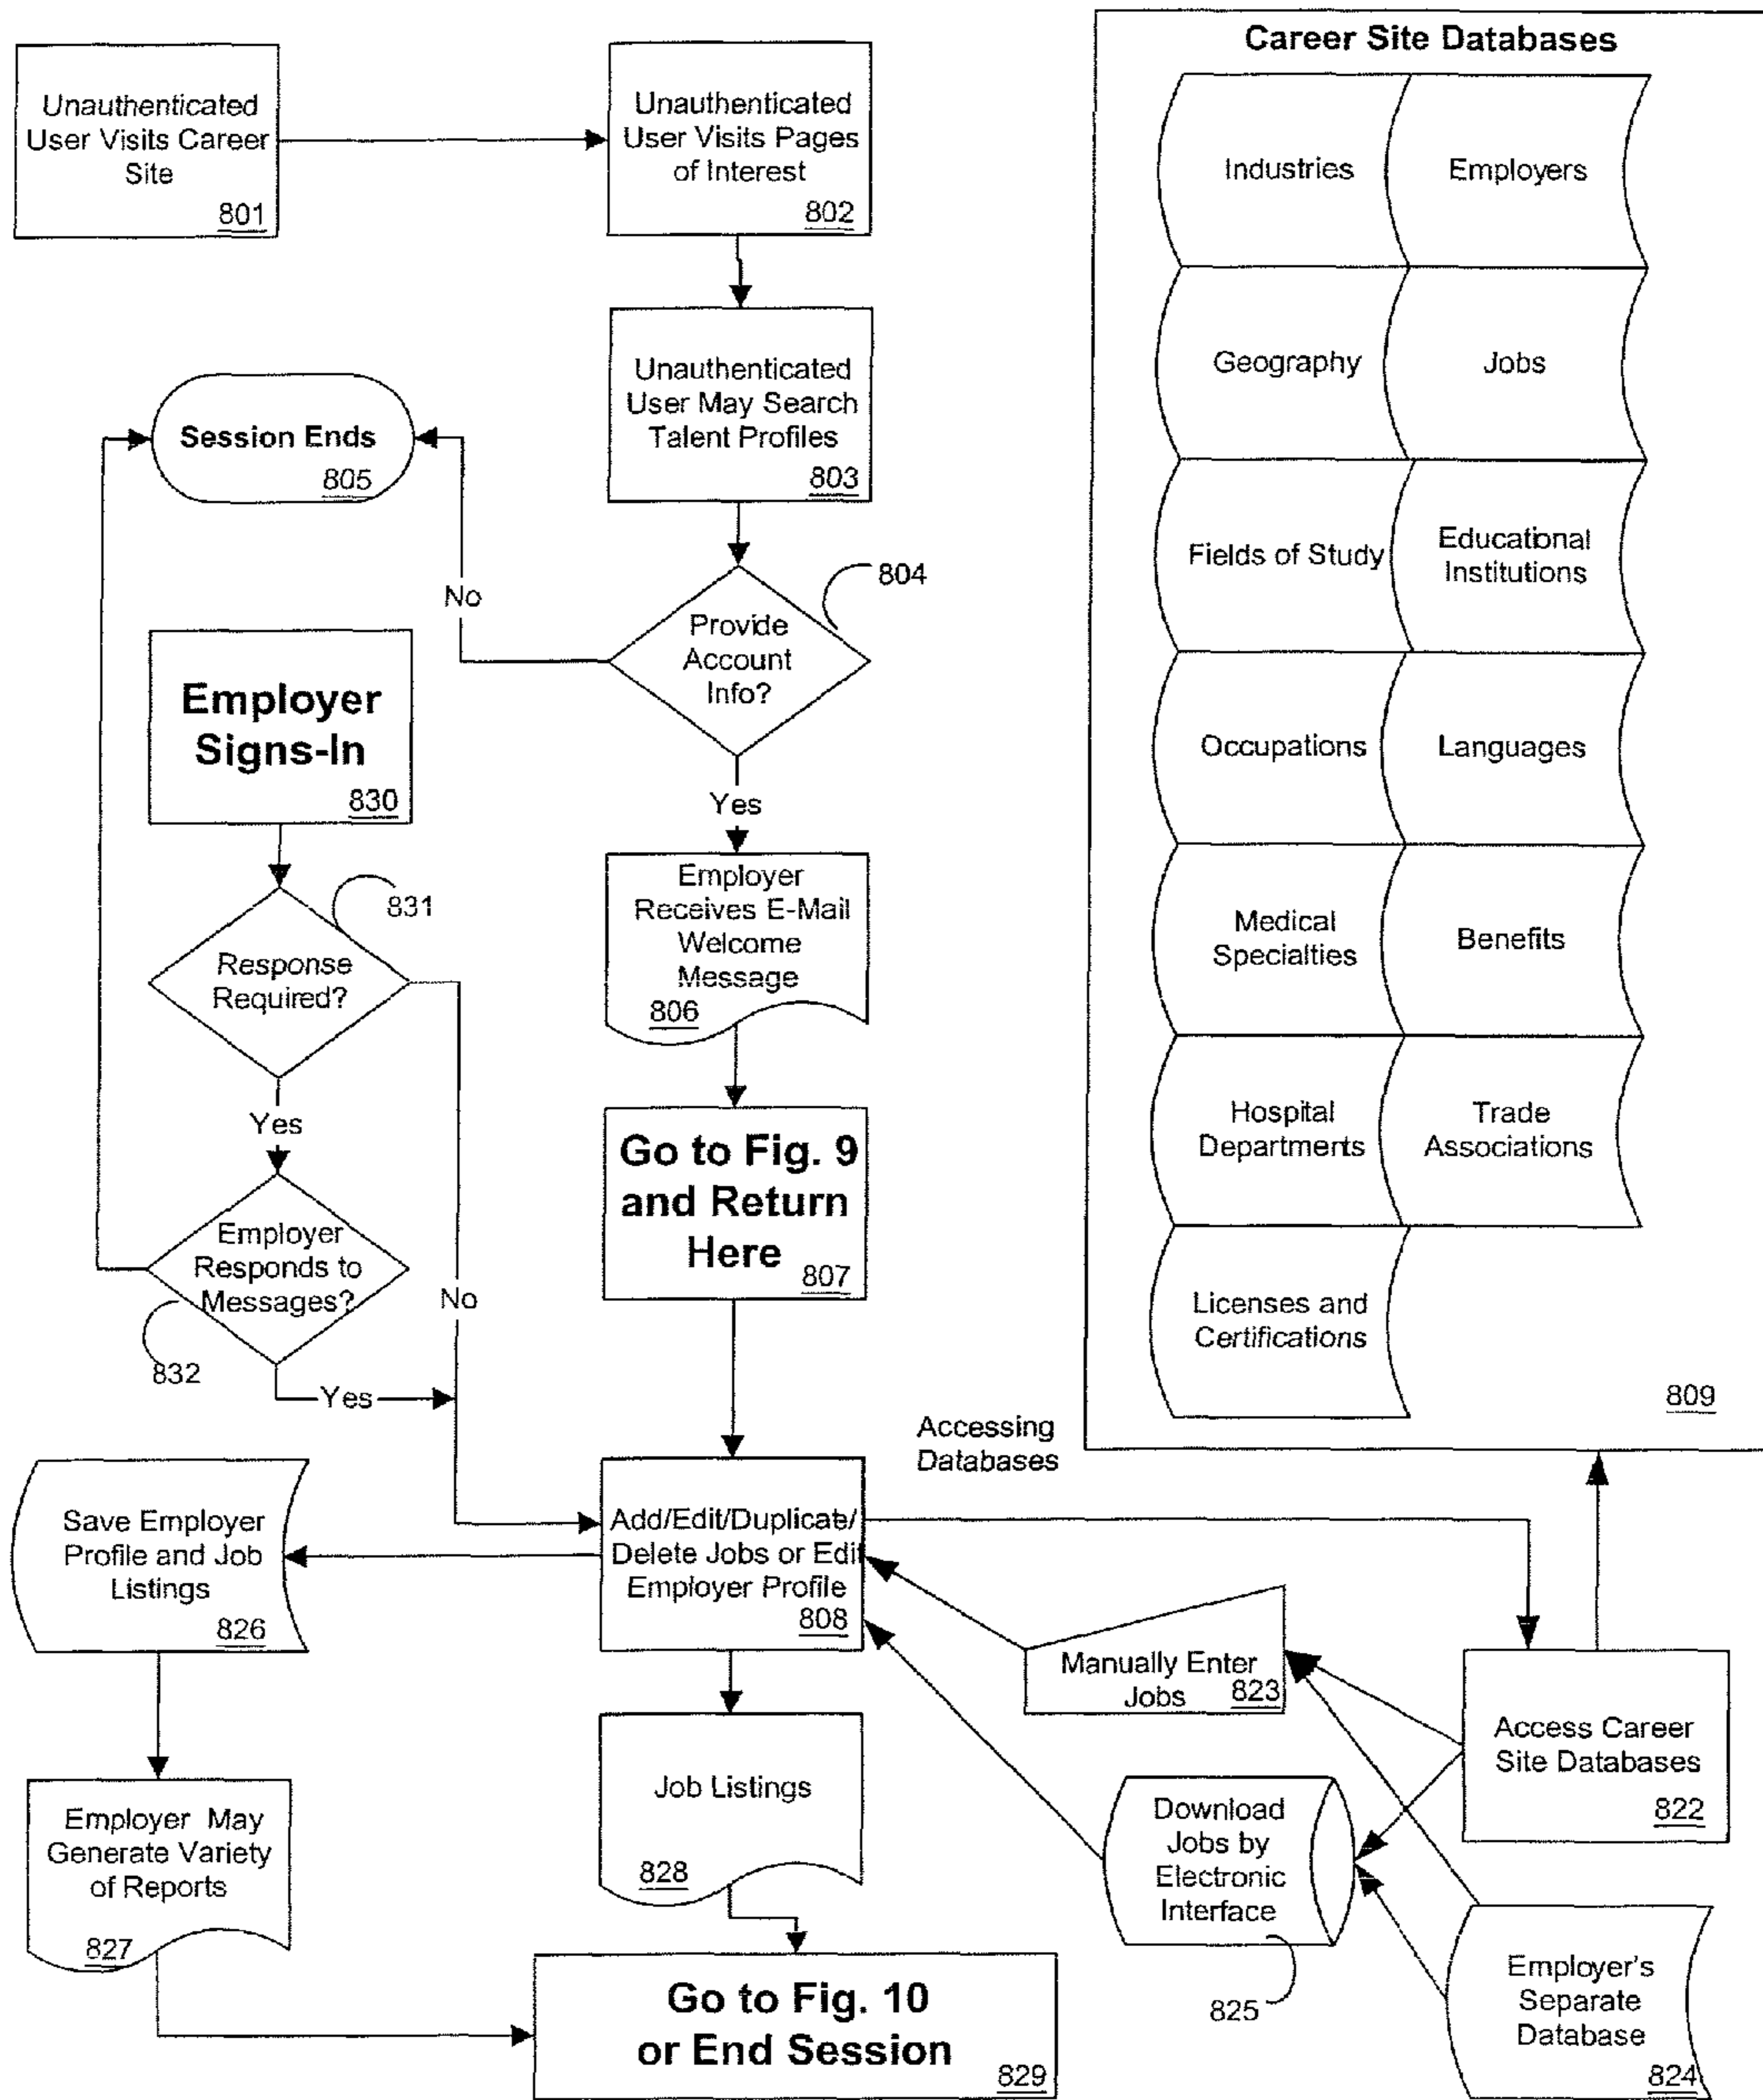 Unauthenticated
User Visits Career
Site
801
Unauthenticated
User Visits Pages
of Interest
802
Unauthenticated
User May Search
Talent Profiles
803
Session Ends
805
No
804
Provide
Account
Info?
Yes
Employer
Signs-In
830
831
Response
Required?
Yes
Employer
Responds to
Messages?
832
No
Yes
Employer
Receives E-Mail
Welcome
Message
806
Go to Fig. 9
and Return
Here
807
Add/Edit/Duplicate/
Delete Jobs or Edit
Employer Profile
808
Save Employer
Profile and Job
Listings
826
Employer May
Generate Variety
of Reports
827
Job Listings
828
Go to Fig. 10
or End Session
829
Career Site Databases
Industries
Employers
Geography
Jobs
Fields of Study
Educational
Institutions
Occupations
Languages
Medical
Specialties
Benefits
Hospital
Departments
Trade
Associations
Licenses and
Certifications
809
Accessing
Databases
Manually Enter
Jobs
823
Access Career
Site Databases
822
Download
Jobs by
Electronic
Interface
825
Employer's
Separate
Database
824